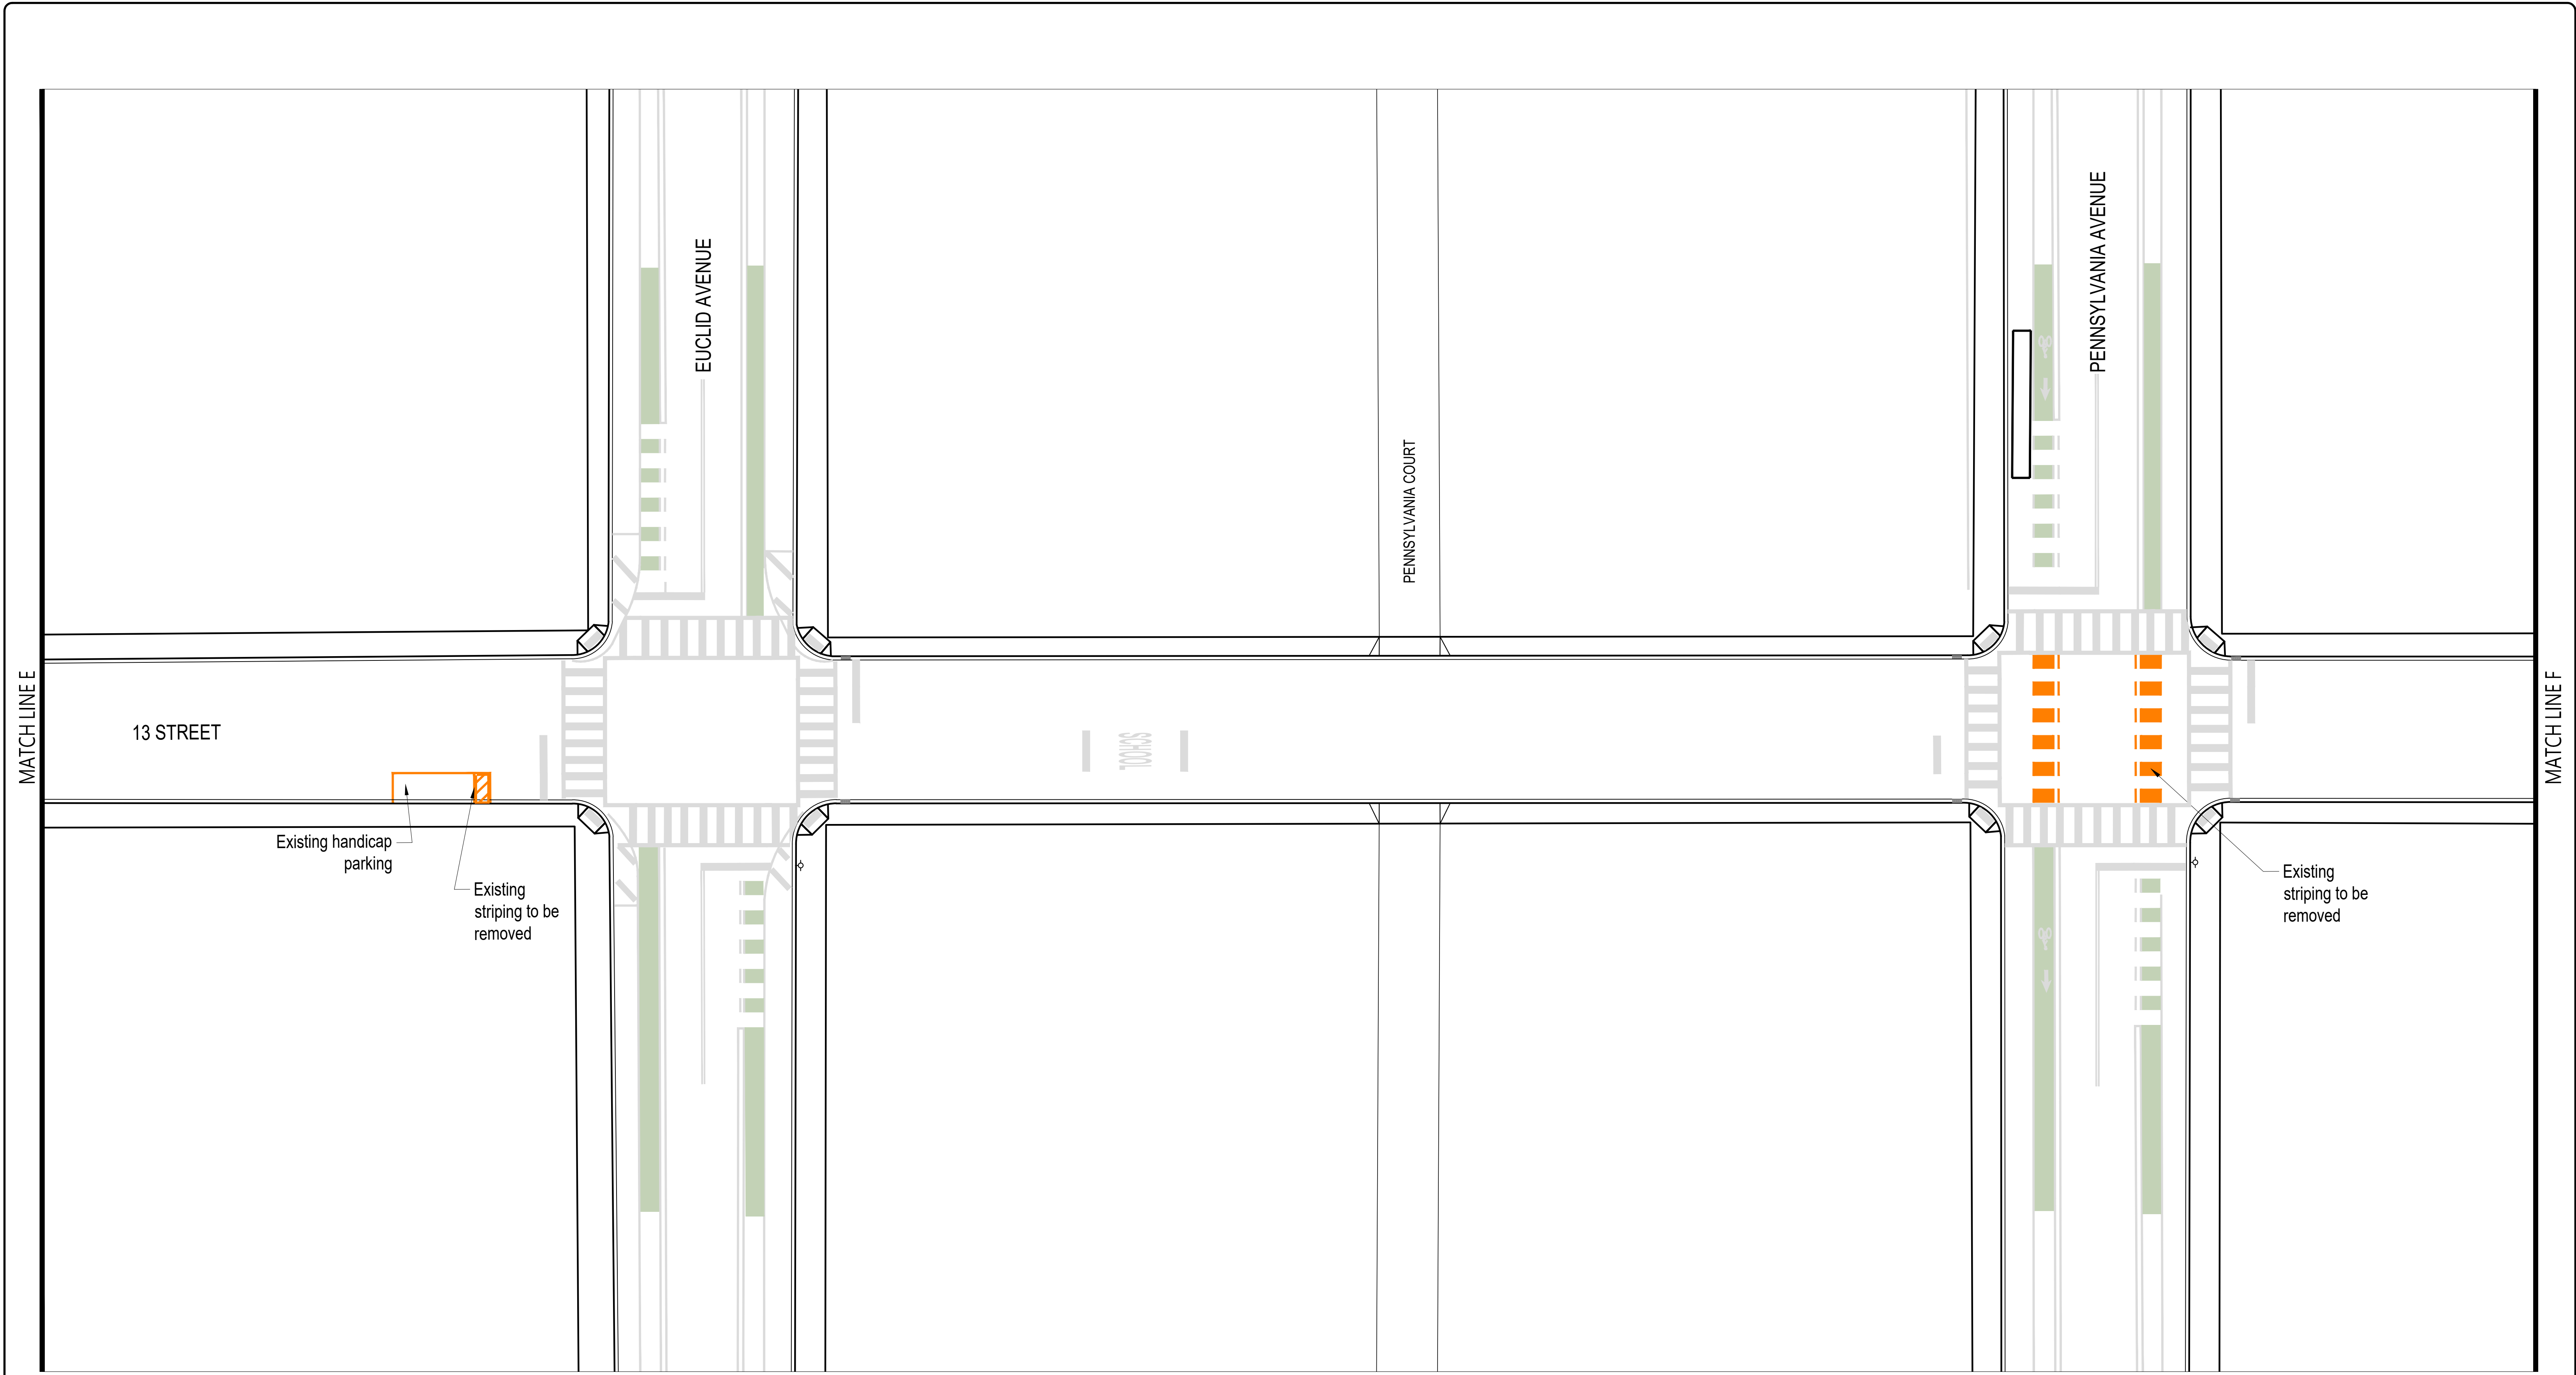 PENNSYLVANIA AVENUE
EUCLID AVENUE
PENNSYLVANIA COURT
MATCH LINE E
MATCH LINE F
13 STREET
SCHOOL
Existing handicap
parking
Existing
striping to be
removed
Existing
striping to be
removed